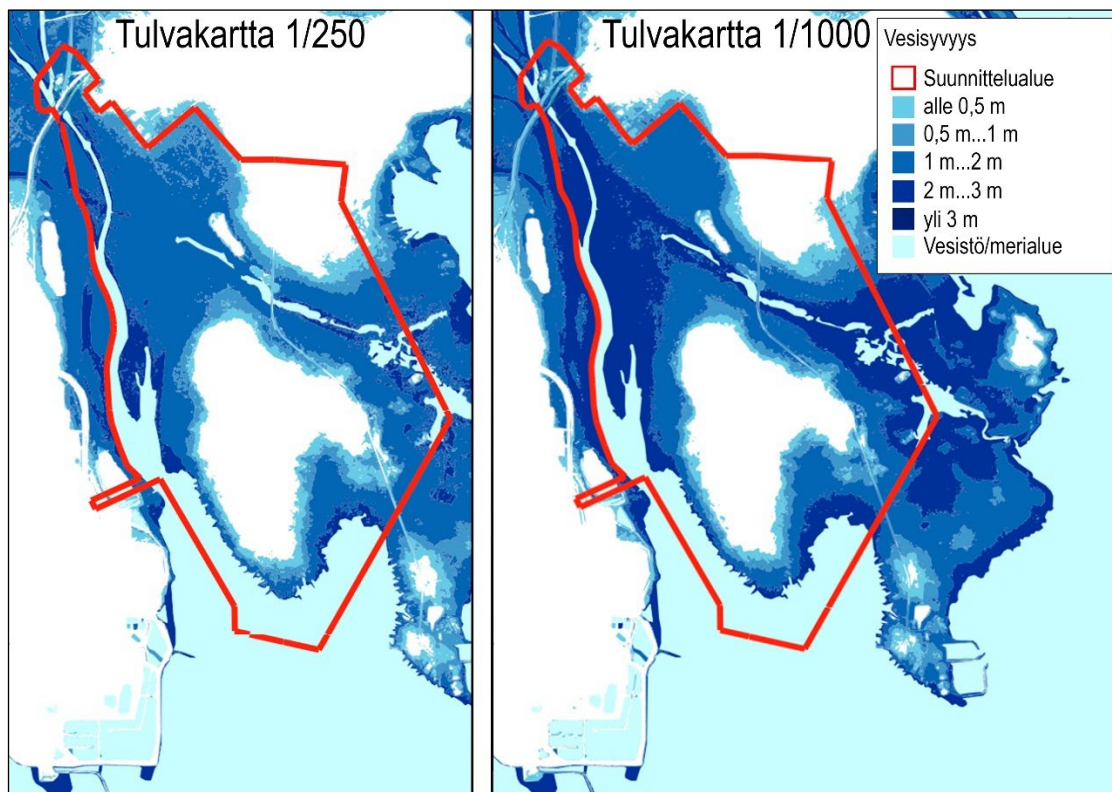 Tulvakartta 1/250
Tulvakartta 1/1000
Vesisyvyys
Suunnittelualue
alle 0,5 m
0,5 m...1 m
1 m...2 m
2 m...3 m
yli 3 m
Vesistö/merialue